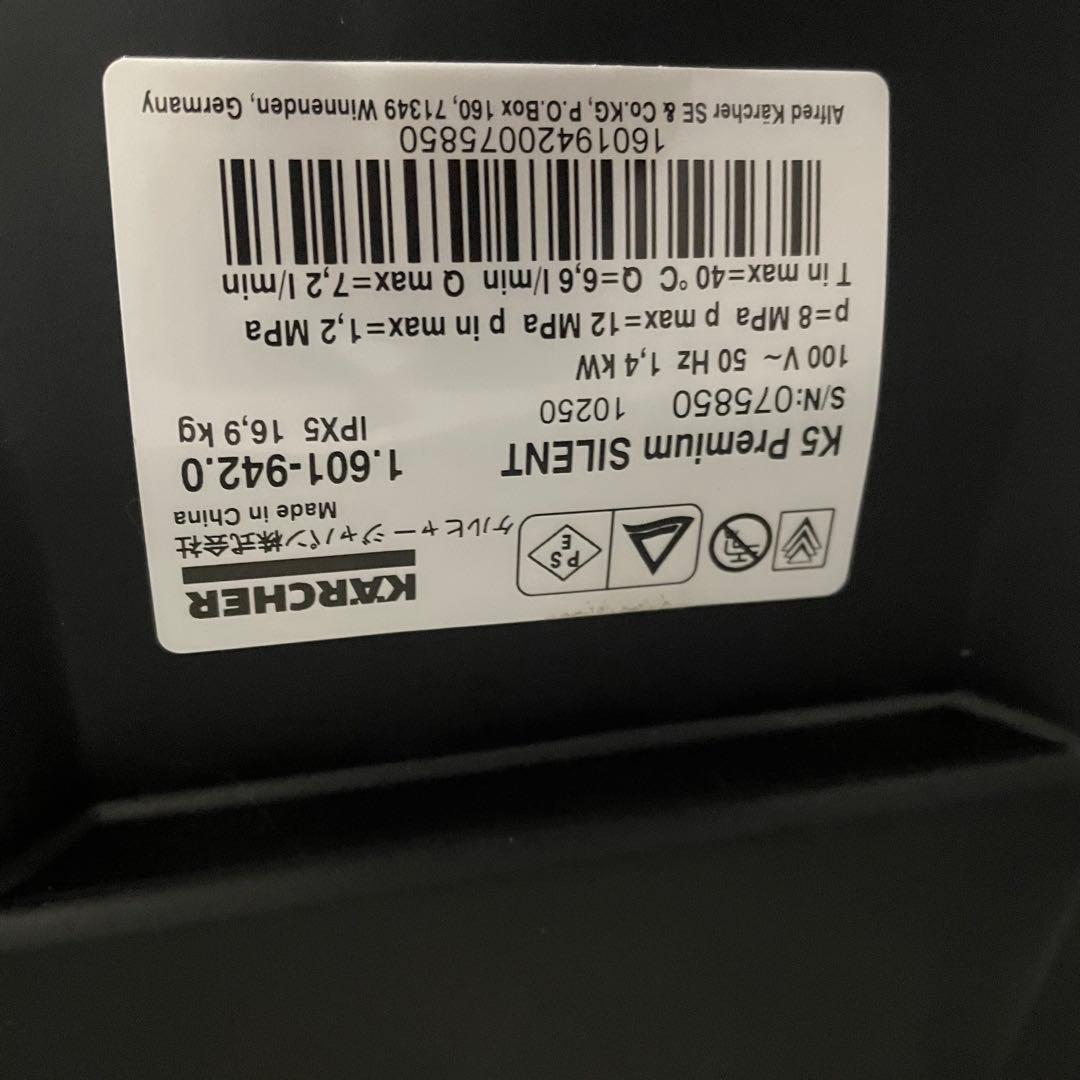 KÄRCHER
ケルヒャー ジャパン株式会社
Made in China
P S
E
K5 Premium SILENT 1.601-942.0
S/N:075850 10250 IPX5 16,9 kg
100 V~ 50 Hz 1,4 kW
p=8 MPa p max=12 MPa p in max=1,2 MPa
T in max=40 °C Q=6,6 l/min Q max=7,2 l/min
16019420075850
Alfred Kärcher SE & Co.KG, P.O.Box 160, 71349 Winnenden, Germany